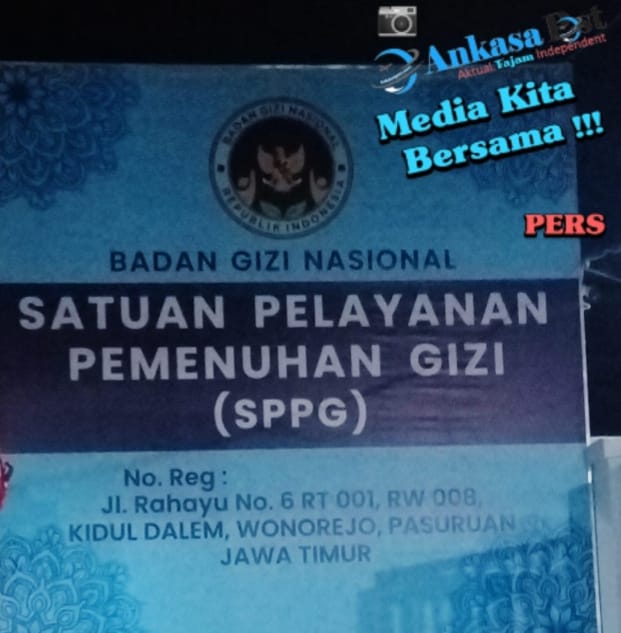 Ankasa Post
Aktual Tajam Independent
Media Kita
Bersama !!!
PERS
BADAN GIZI NASIONAL
REPUBLIK INDONESIA
BADAN GIZI NASIONAL
SATUAN PELAYANAN
PEMENUHAN GIZI
(SPPG)
No. Reg :
Jl. Rahayu No. 6 RT 001, RW 008,
KIDUL DALEM, WONOREJO, PASURUAN
JAWA TIMUR